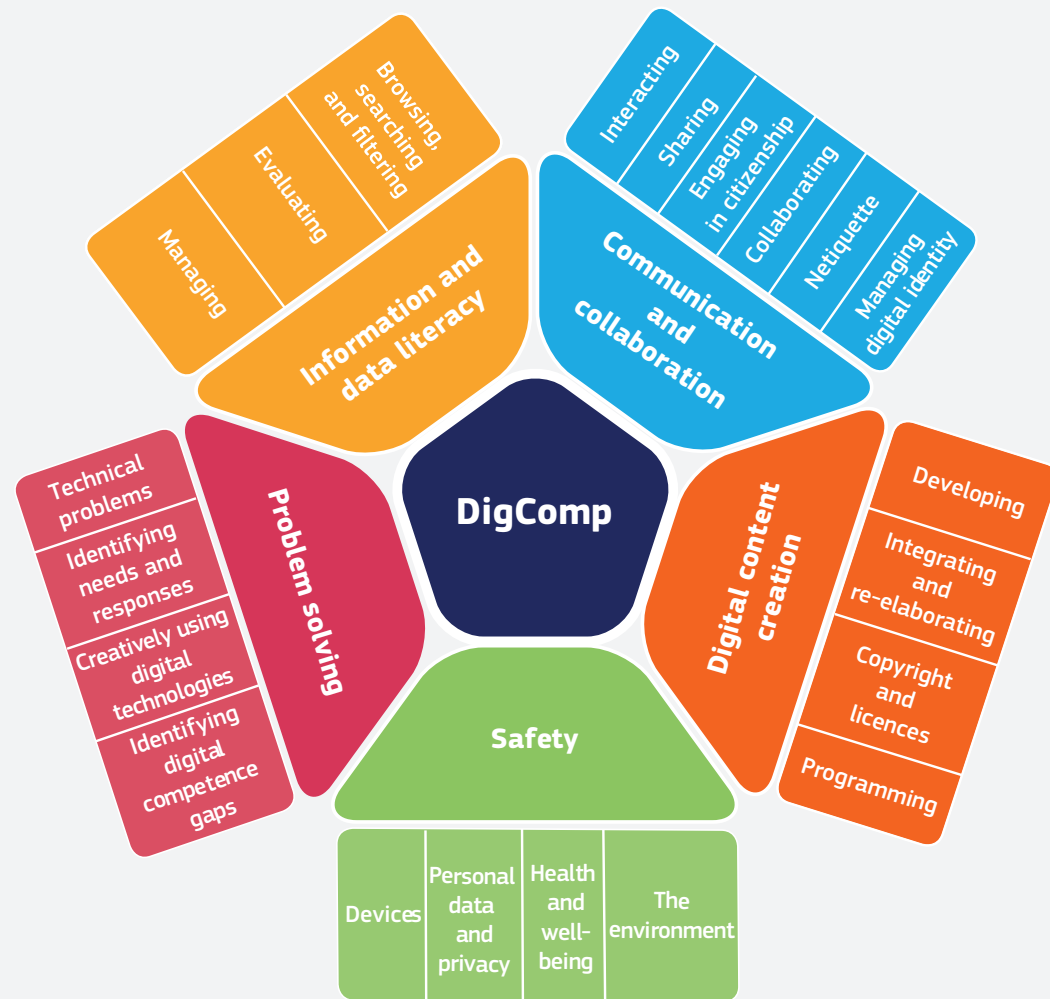 DigComp
Information and
data literacy
Browsing,
searching
and filtering
Evaluating
Managing
Communication
and
collaboration
Interacting
Sharing
Engaging
in citizenship
Collaborating
Netiquette
Managing
digital identity
Digital content
creation
Developing
Integrating
and
re-elaborating
Copyright
and
licences
Programming
Safety
Devices
Personal
data
and
privacy
Health
and
well-
being
The
environment
Problem solving
Technical
problems
Identifying
needs and
responses
Creatively using
digital
technologies
Identifying
digital
competence
gaps